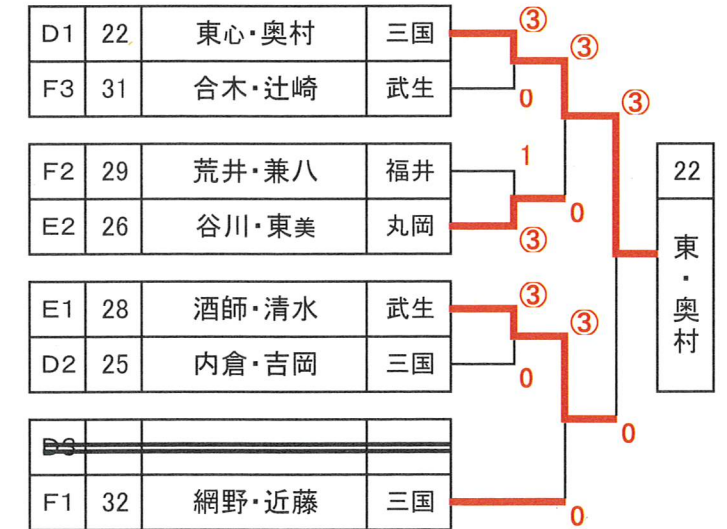 D1 22 東心・奥村 三国 ③ ③
F3 31 合木・辻崎 武生 0 ③
F2 29 荒井・兼八 福井 1 22
E2 26 谷川・東美 丸岡 ③ 0 東・奥村
E1 28 酒師・清水 武生 ③ ③
D2 25 内倉・吉岡 三国 0
D3 0
F1 32 網野・近藤 三国 0